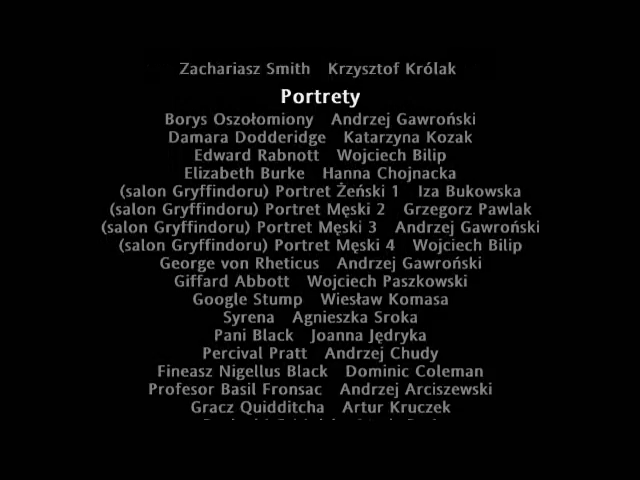 Zachariasz Smith Krzysztof Królak
Portrety
Borys Oszołomiony Andrzej Gawroński
Damara Dodderidge Katarzyna Kozak
Edward Rabnott Wojciech Bilip
Elizabeth Burke Hanna Chojnacka
(salon Gryffindoru) Portret Żeński 1 Iza Bukowska
(salon Gryffindoru) Portret Męski 2 Grzegorz Pawlak
(salon Gryffindoru) Portret Męski 3 Andrzej Gawroński
(salon Gryffindoru) Portret Męski 4 Wojciech Bilip
George von Rheticus Andrzej Gawroński
Giffard Abbott Wojciech Paszkowski
Google Stump Wiesław Komasa
Syrena Agnieszka Sroka
Pani Black Joanna Jędryka
Percival Pratt Andrzej Chudy
Fineasz Nigellus Black Dominic Coleman
Profesor Basil Fronsac Andrzej Arciszewski
Gracz Quidditcha Artur Kruczek